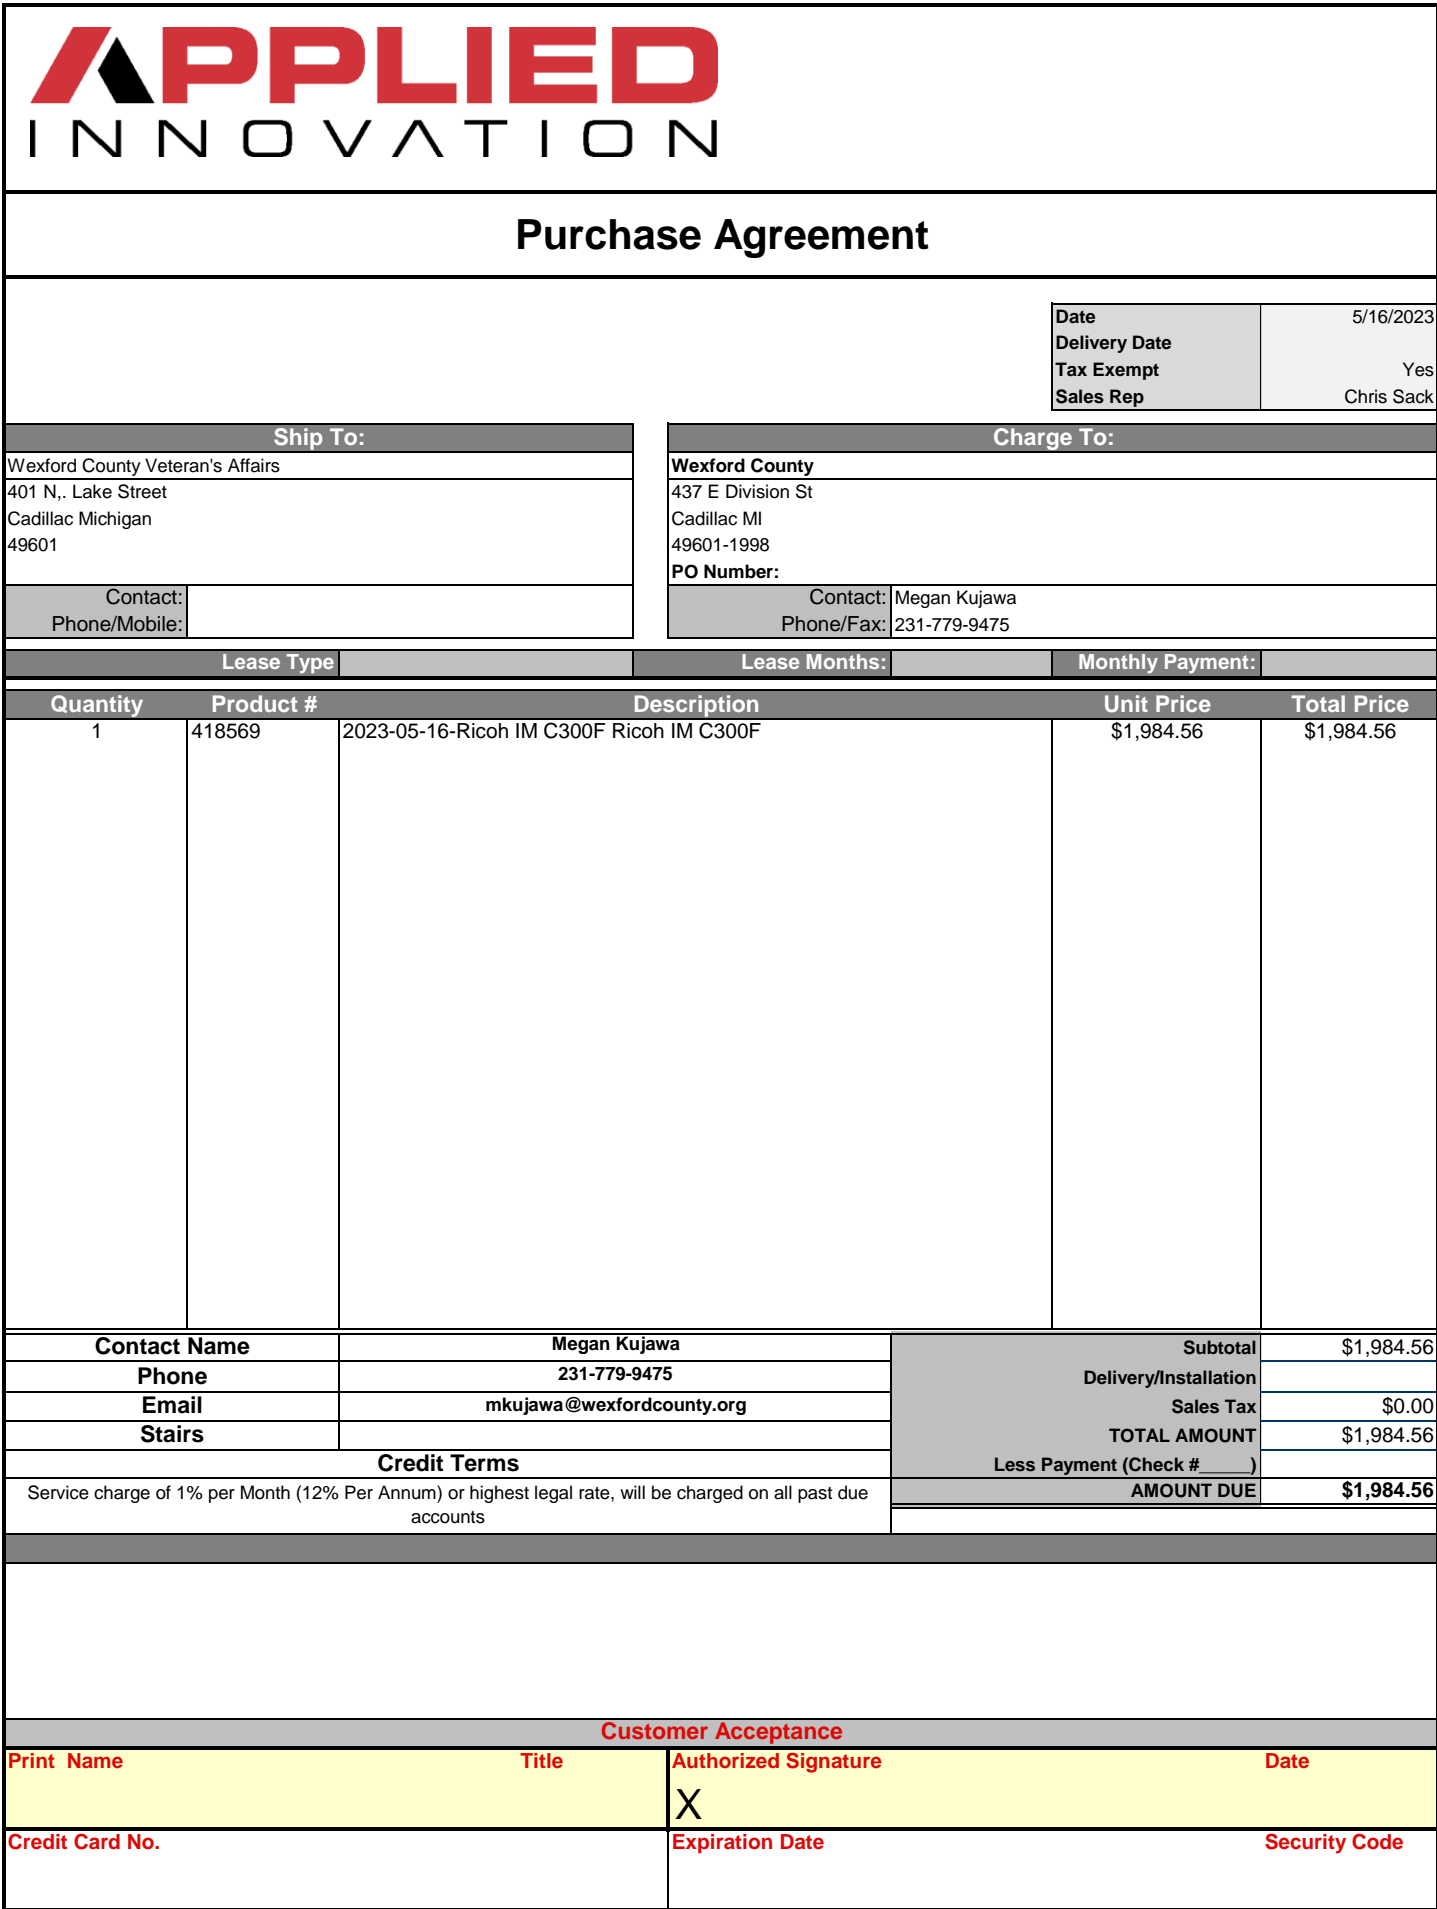 APPLIED
INNOVATION
Purchase Agreement
Date 5/16/2023
Delivery Date
Tax Exempt Yes
Sales Rep Chris Sack
Ship To:
Wexford County Veteran's Affairs
401 N,. Lake Street
Cadillac Michigan
49601
Contact:
Phone/Mobile:
Charge To:
Wexford County
437 E Division St
Cadillac MI
49601-1998
PO Number:
Contact: Megan Kujawa
Phone/Fax: 231-779-9475
Lease Type Lease Months: Monthly Payment:
Quantity Product # Description Unit Price Total Price
1 418569 2023-05-16-Ricoh IM C300F Ricoh IM C300F $1,984.56 $1,984.56
Contact Name Megan Kujawa
Phone 231-779-9475
Email mkujawa@wexfordcounty.org
Stairs
Credit Terms
Service charge of 1% per Month (12% Per Annum) or highest legal rate, will be charged on all past due
accounts
Subtotal $1,984.56
Delivery/Installation
Sales Tax $0.00
TOTAL AMOUNT $1,984.56
Less Payment (Check #_____)
AMOUNT DUE $1,984.56
Customer Acceptance
Print Name Title Authorized Signature Date
X
Credit Card No. Expiration Date Security Code